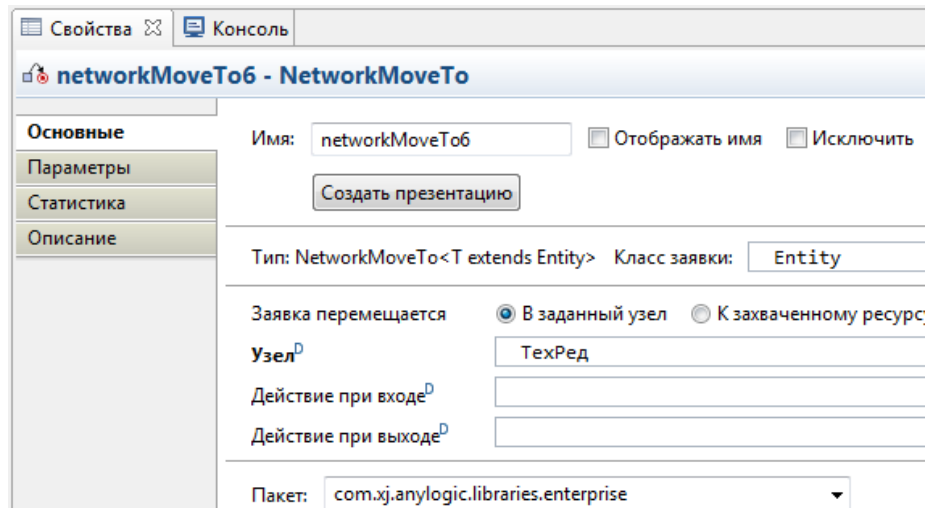 Свойства Консоль
networkMoveTo6 - NetworkMoveTo
Основные
Параметры
Статистика
Описание
Имя: networkMoveTo6 Отображать имя Исключить
Создать презентацию
Тип: NetworkMoveTo<T extends Entity> Класс заявки: Entity
Заявка перемещается В заданный узел К захваченному ресурсу
Узел D ТехРед
Действие при входе D
Действие при выходе D
Пакет: com.xj.anylogic.libraries.enterprise